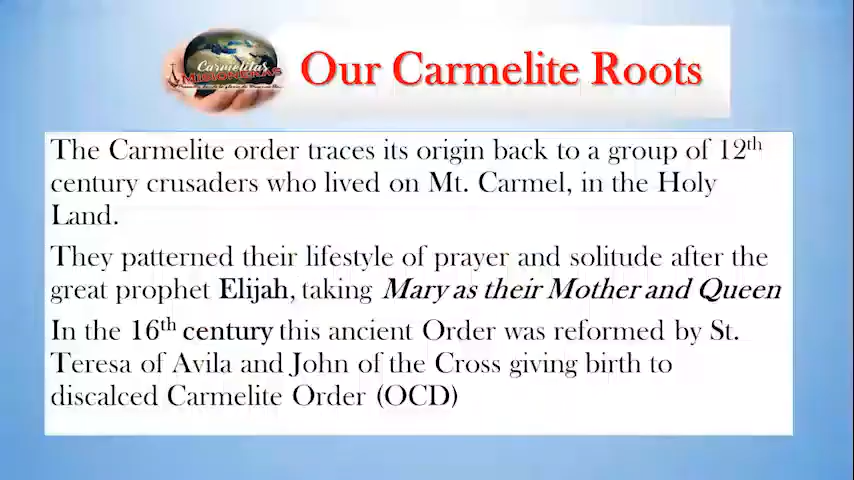 Carmelitas
MISIONERAS
Our Carmelite Roots
The Carmelite order traces its origin back to a group of 12th
century crusaders who lived on Mt. Carmel, in the Holy
Land.
They patterned their lifestyle of prayer and solitude after the
great prophet Elijah, taking Mary as their Mother and Queen
In the 16th century this ancient Order was reformed by St.
Teresa of Avila and John of the Cross giving birth to
discalced Carmelite Order (OCD)